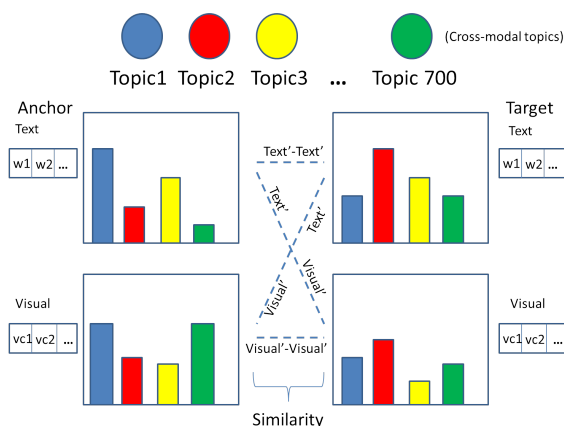 (Cross-modal topics)
Topic1 Topic2 Topic3 ... Topic 700
Anchor
Target
Text
Text
w1 w2 ...
w1 w2 ...
Text'-Text'
Text'
Text'
Visual'
Visual'
Visual
Visual
vc1 vc2 ...
vc1 vc2 ...
Visual'-Visual'
Similarity